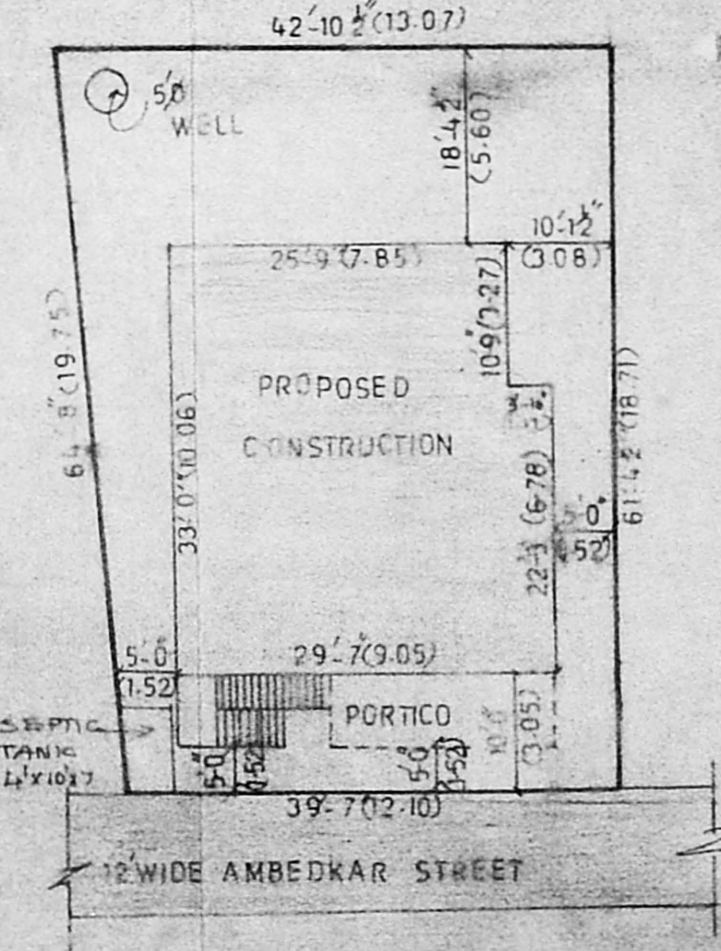 42'-10 ½"(13.07)
5'Ø
WELL
18'-4½"
(5.60)
10'-1½"
(3.08)
25'-9"(7.85)
10'-9"(3.27)
64'-8"(19.75)
PROPOSED
CONSTRUCTION
33'-0"(10.06)
61'-4½"(18.71)
22'-3" (6.78)
5'-0"
1.52)
5'-0"
(1.52
29'-7"(9.05)
PORTICO
10'-0"
(3.05)
SEPTIC
TANK
5'-0"
(1.52
5'-0"
(1.52)
39'-7"(12.10)
12'WIDE AMBEDKAR STREET